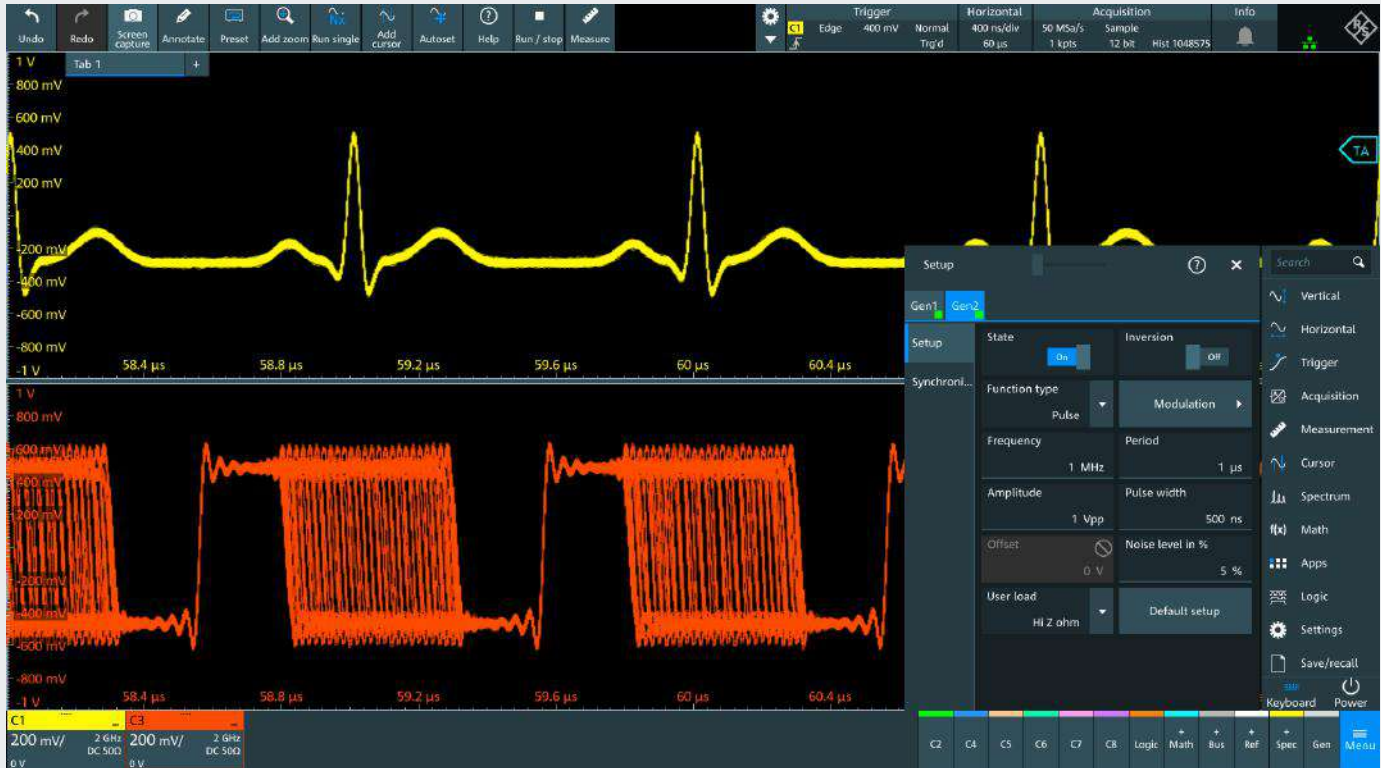 Undo Redo Screen capture Annotate Preset Add zoom Run single Add cursor Autoset Help Run / stop Measure
C1 Edge Trigger 400 mV Normal Trg'd
Horizontal 400 ns/div 60 µs
Acquisition 50 MSa/s Sample
1 kpts 12 bit Hist 1048575
Info
R&S
Tab 1 +
1 V
800 mV
600 mV
400 mV
200 mV
-200 mV
-400 mV
-600 mV
-800 mV
-1 V
58.4 µs 58.8 µs 59.2 µs 59.6 µs 60 µs 60.4 µs
TA
1 V
800 mV
600 mV
400 mV
200 mV
-200 mV
-400 mV
-600 mV
-800 mV
-1 V
58.4 µs 58.8 µs 59.2 µs 59.6 µs 60 µs 60.4 µs
Setup ? ×
Gen1 Gen2
Setup
Synchroni...
State
On
Inversion
Off
Function type
Pulse
Modulation
Frequency
1 MHz
Period
1 µs
Amplitude
1 Vpp
Pulse width
500 ns
Offset
0 V
Noise level in %
5 %
User load
Hi Z ohm
Default setup
Search
Vertical
Horizontal
Trigger
Acquisition
Measurement
Cursor
Spectrum
f(x) Math
Apps
Logic
Settings
Save/recall
Keyboard Power
C1
200 mV/ 2 GHz
DC 50Ω
0 V
C3
200 mV/ 2 GHz
DC 50Ω
0 V
C2 C4 C5 C6 C7 C8 Logic + Math + Bus + Ref + Spec Gen Menu